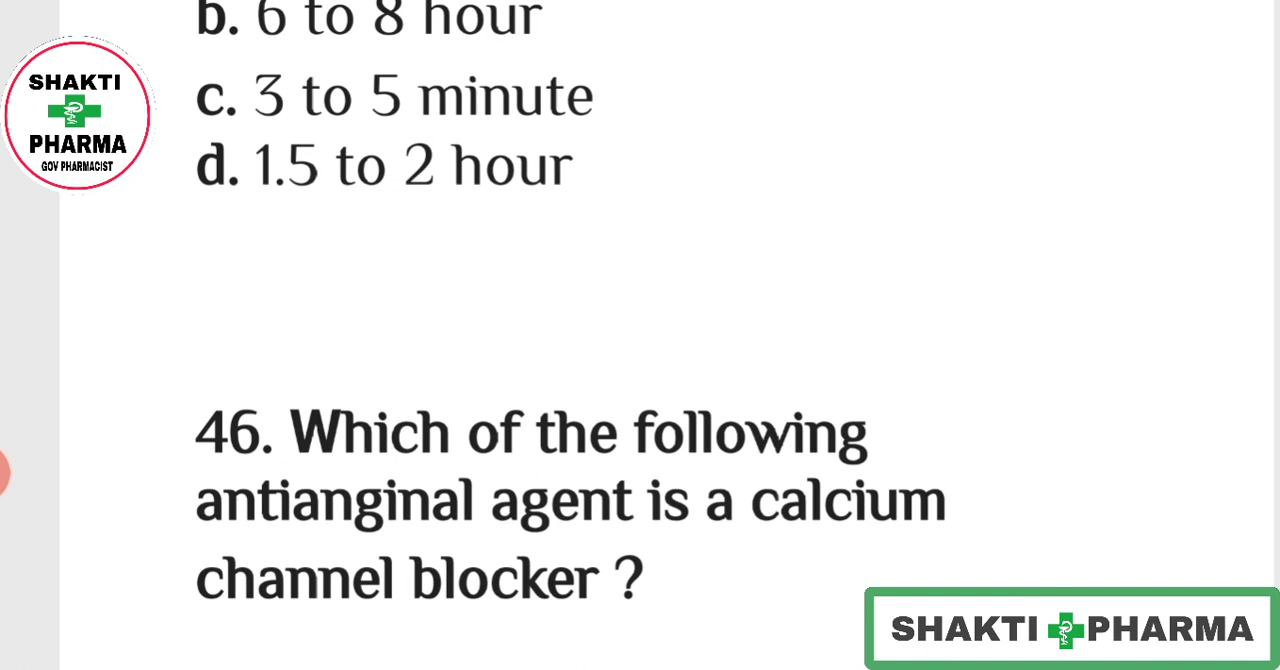 b. 6 to 8 hour
SHAKTI
PHARMA
GOV PHARMACIST
c. 3 to 5 minute
d. 1.5 to 2 hour
46. Which of the following
antianginal agent is a calcium
channel blocker ?
SHAKTI PHARMA